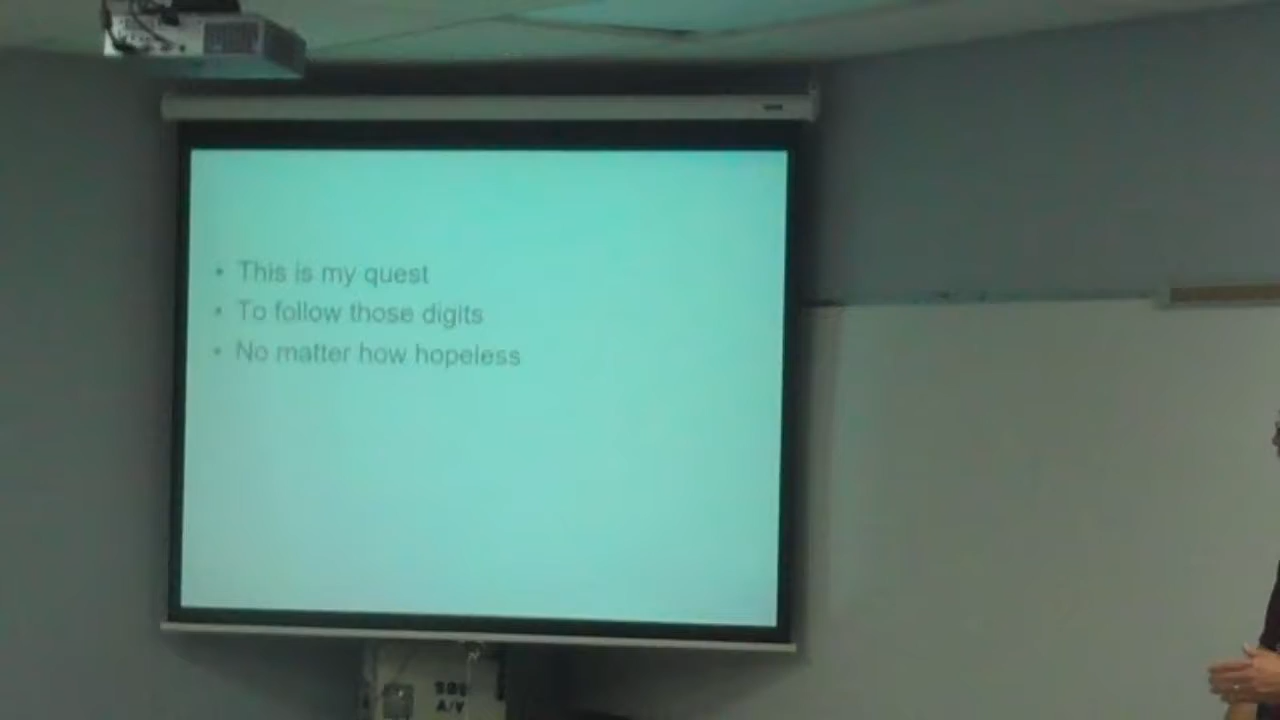 • This is my quest
• To follow those digits
• No matter how hopeless
A/V